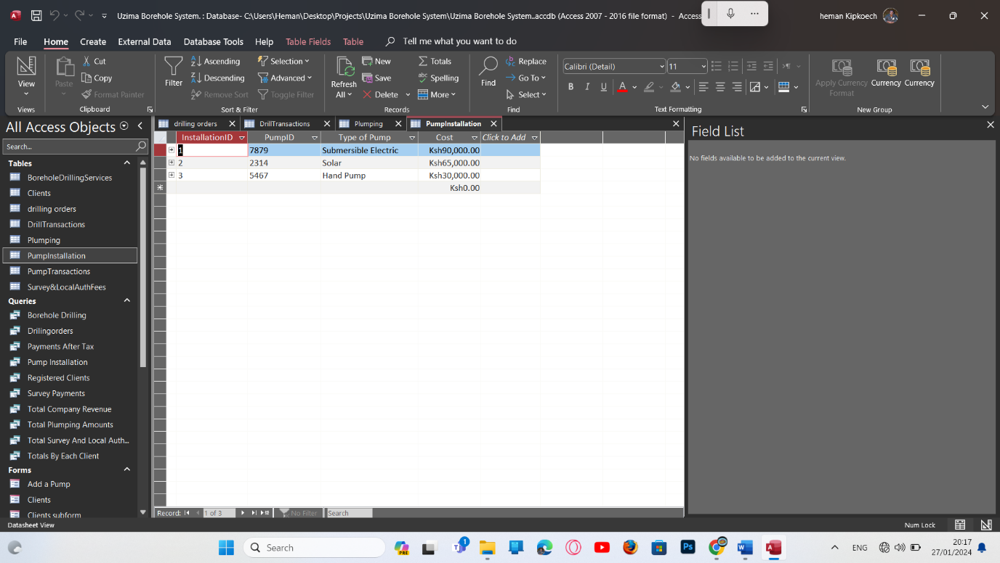 Uzima Borehole System. : Database- C:\Users\Heman\Desktop\Projects\Uzima Borehole System\Uzima Borehole System..accdb (Access 2007 - 2016 file format) - Access
heman Kipkoech
File Home Create External Data Database Tools Help Table Fields Table Tell me what you want to do
View
Views
Paste
Cut
Copy
Format Painter
Clipboard
Filter
Ascending
Descending
Remove Sort
Selection
Advanced
Toggle Filter
Sort & Filter
Refresh
All
New
Save
Delete
Totals
Spelling
More
Records
Find
Replace
Go To
Select
Find
Calibri (Detail) 11
B I U A
Text Formatting
Apply Currency
Format
Currency Currency
New Group
All Access Objects
Search...
Tables
BoreholeDrillingServices
Clients
drilling orders
DrillTransactions
Plumping
PumpInstallation
PumpTransactions
Survey&LocalAuthFees
Queries
Borehole Drilling
Drilingorders
Payments After Tax
Pump Installation
Registered Clients
Survey Payments
Total Company Revenue
Total Plumping Amounts
Total Survey And Local Auth...
Totals By Each Client
Forms
Add a Pump
Clients
Clients subform
drilling orders DrillTransactions Plumping PumpInstallation
InstallationID PumpID Type of Pump Cost Click to Add
1 7879 Submersible Electric Ksh90,000.00
2 2314 Solar Ksh65,000.00
3 5467 Hand Pump Ksh30,000.00
Ksh0.00
Record: 1 of 3 No Filter Search
Field List
No fields available to be added to the current view.
Datasheet View
Num Lock
Search
PRE
1
Ps
ENG
20:17
27/01/2024